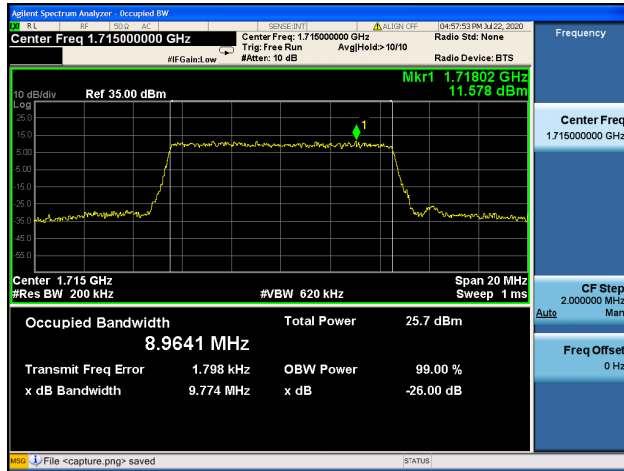 Agilent Spectrum Analyzer - Occupied BW
RL RF 50 Ω AC SENSE:INT ALIGN OFF 04:57:53 PM Jul 22, 2020
Center Freq 1.715000000 GHz Center Freq: 1.715000000 GHz Radio Std: None
Trig: Free Run Avg|Hold:>10/10
#IFGain:Low #Atten: 10 dB Radio Device: BTS
Mkr1 1.71802 GHz
10 dB/div Ref 35.00 dBm 11.578 dBm
Log
25.0
15.0
1
5.00
-5.00
-15.0
-25.0
-35.0
-45.0
-55.0
Center 1.715 GHz Span 20 MHz
#Res BW 200 kHz #VBW 620 kHz Sweep 1 ms
Occupied Bandwidth Total Power 25.7 dBm
8.9641 MHz
Transmit Freq Error 1.798 kHz OBW Power 99.00 %
x dB Bandwidth 9.774 MHz x dB -26.00 dB
MSG File <capture.png> saved STATUS
Frequency
Center Freq
1.715000000 GHz
CF Step
2.000000 MHz
Auto Man
Freq Offset
0 Hz